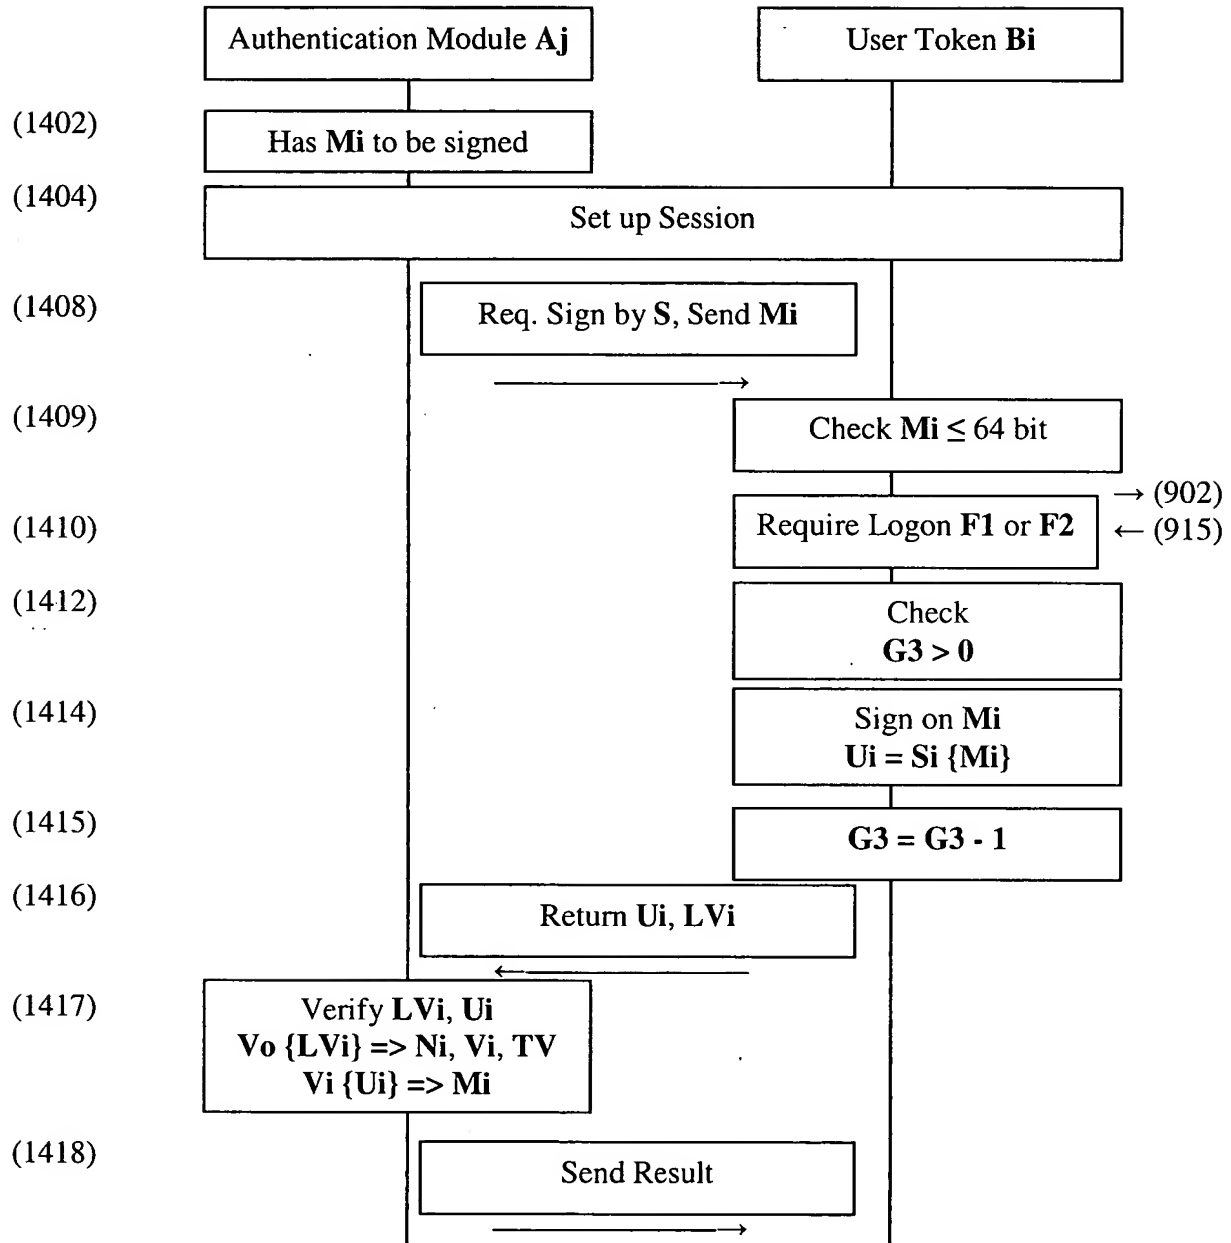 Authentication Module Aj
User Token Bi
(1402)
Has Mi to be signed
(1404)
Set up Session
(1408)
Req. Sign by S, Send Mi
→
(1409)
Check Mi ≤ 64 bit
→ (902)
(1410)
Require Logon F1 or F2
← (915)
(1412)
Check
G3 > 0
(1414)
Sign on Mi
Ui = Si {Mi}
(1415)
G3 = G3 - 1
(1416)
Return Ui, LVi
←
(1417)
Verify LVi, Ui
Vo {LVi} => Ni, Vi, TV
Vi {Ui} => Mi
(1418)
Send Result
→